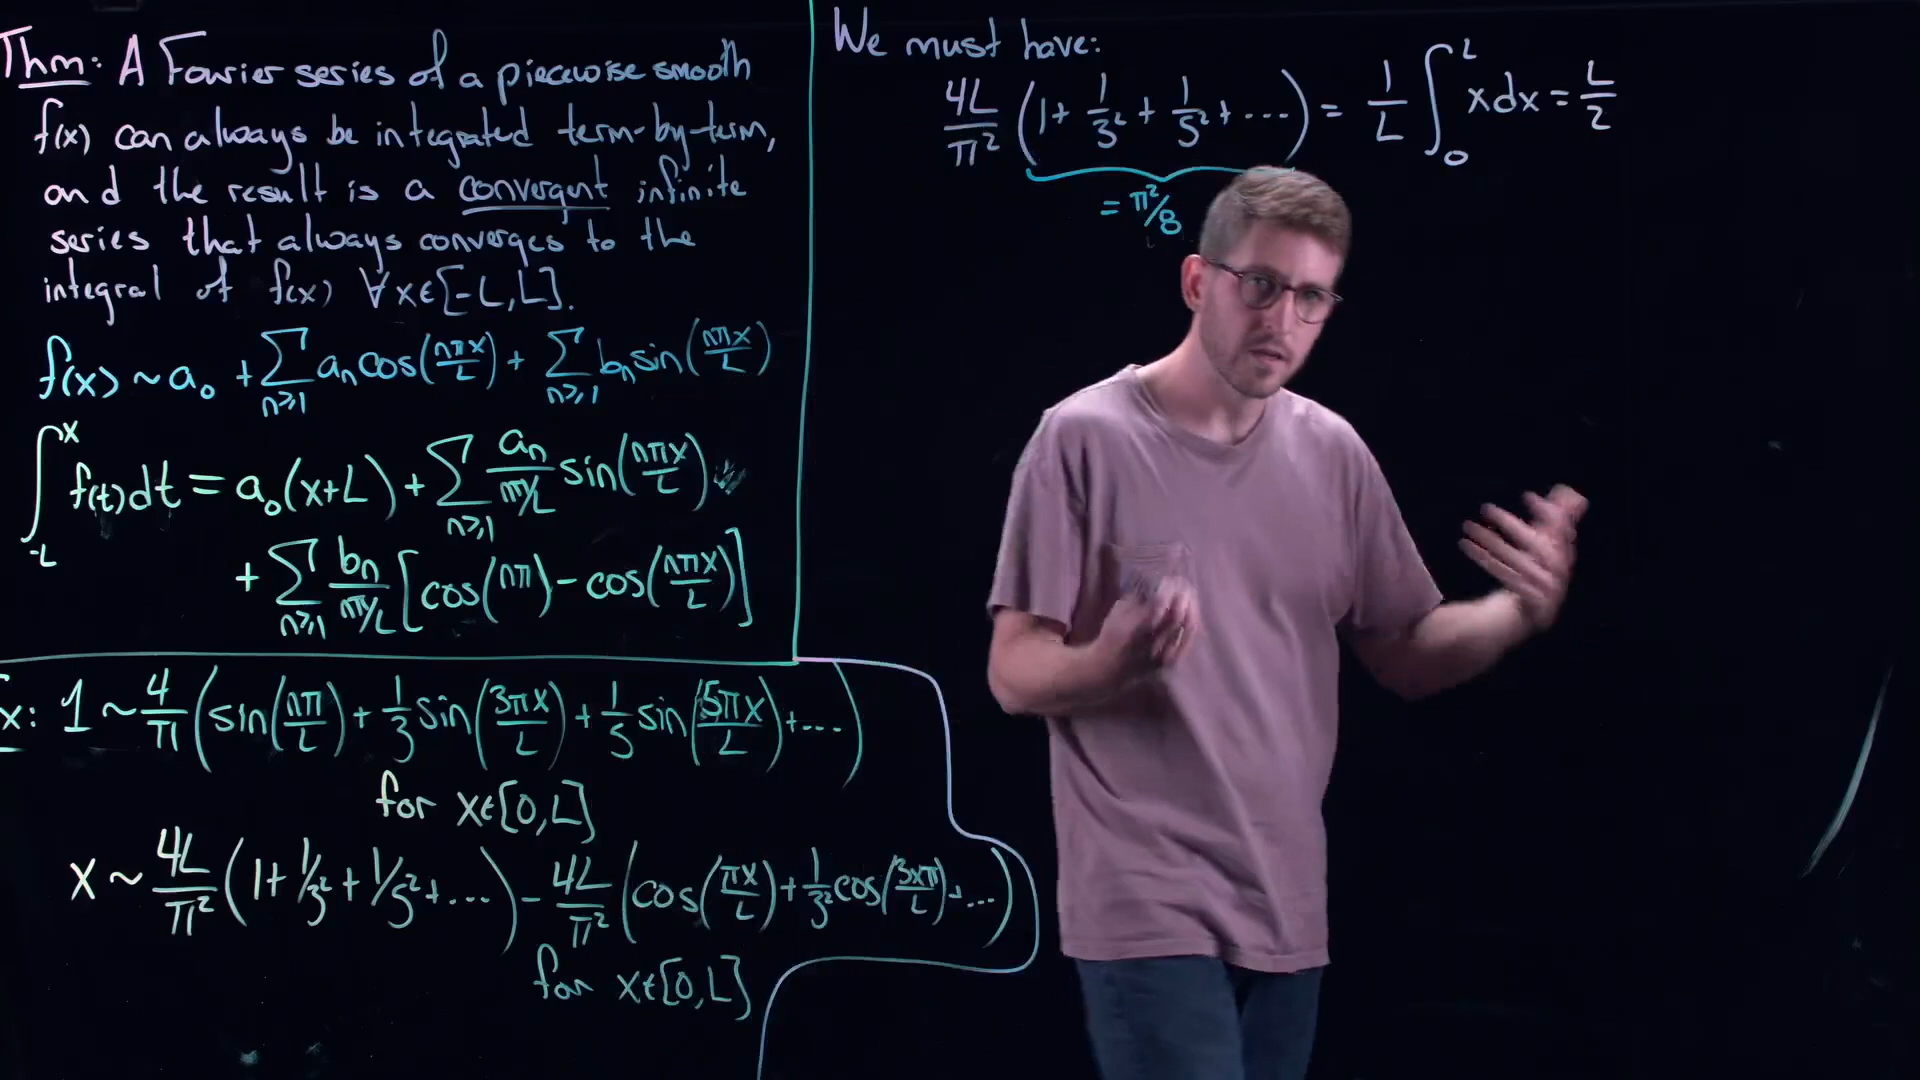 Thm: A Fourier series of a piecewise smooth
f(x) can always be integrated term-by-term,
and the result is a convergent infinite
series that always converges to the
integral of f(x) ∀x∈[-L,L].
f(x) ~ a₀ + ∑_{n≥1} aₙcos(nπx/L) + ∑_{n≥1} bₙsin(nπx/L)
∫_{-L}^{x} f(t)dt = a₀(x+L) + ∑_{n≥1} aₙ/(nπ/L) sin(nπx/L)
+ ∑_{n≥1} bₙ/(nπ/L) [cos(nπ) - cos(nπx/L)]
x: 1 ~ 4/π (sin(nπ/L) + 1/3 sin(3πx/L) + 1/5 sin(5πx/L) + ....)
for x∈[0,L]
x ~ 4L/π² (1 + 1/3² + 1/5² + ....) - 4L/π² (cos(πx/L) + 1/3² cos(3xπ/L) + ...)
for x∈[0,L]
We must have:
4L/π² (1 + 1/3² + 1/5² + ....) = 1/L ∫_0^L xdx = L/2
= π²/8